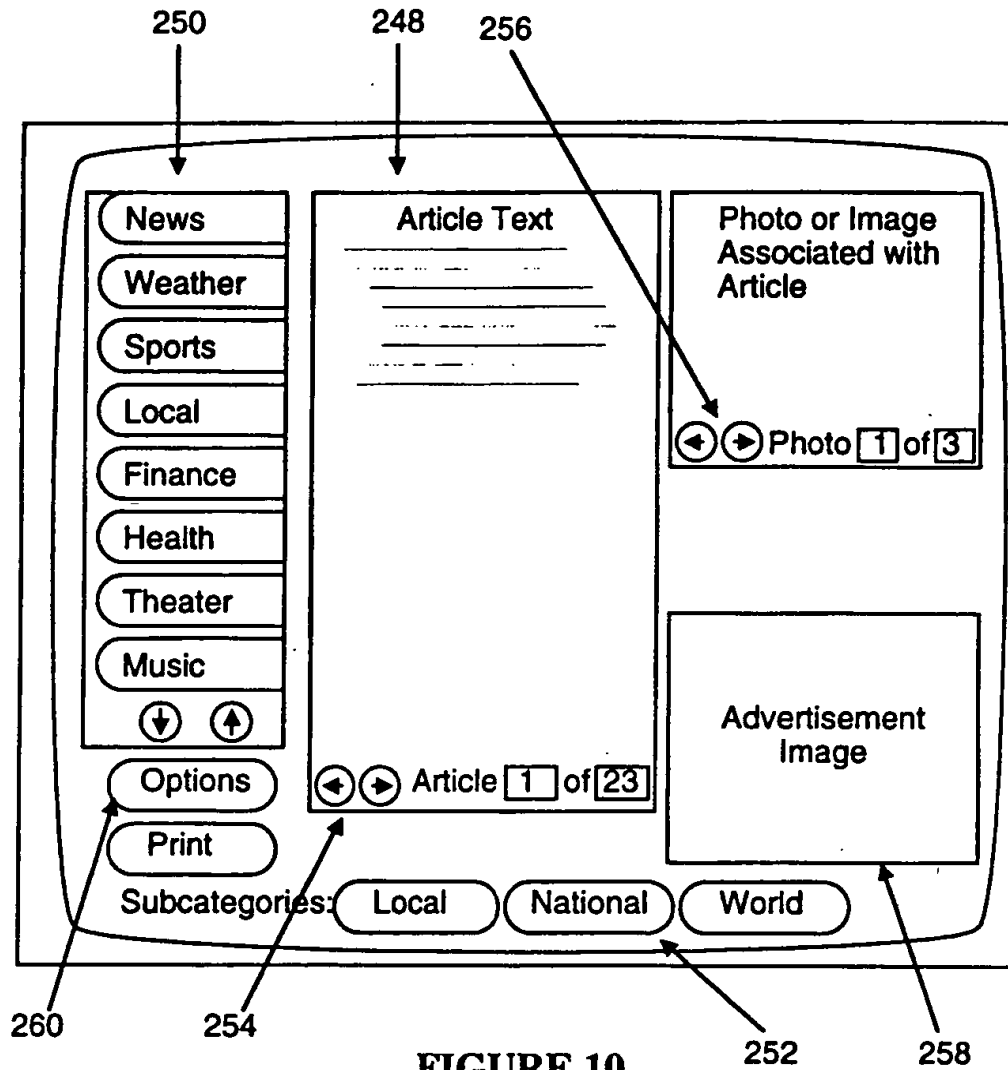 250
248
256
News
Weather
Sports
Local
Finance
Health
Theater
Music
Options
Print
Article Text
Article 1 of 23
Photo or Image
Associated with
Article
Photo 1 of 3
Advertisement
Image
Subcategories: Local National World
260
254
252
258
FIGURE 10